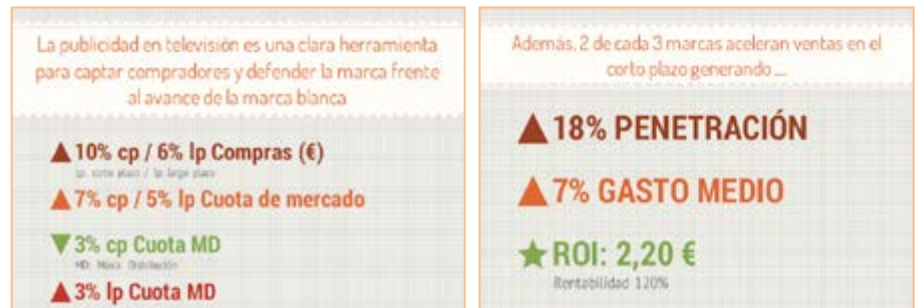 La publicidad en televisión es una clara herramienta
para captar compradores y defender la marca frente
al avance de la marca blanca
10% cp / 6% lp Compras (€)
cp: corto plazo / lp: largo plazo
7% cp / 5% lp Cuota de mercado
3% cp Cuota MD
MD: Marca Distribución
3% lp Cuota MD
Además, 2 de cada 3 marcas aceleran ventas en el
corto plazo generando ....
18% PENETRACIÓN
7% GASTO MEDIO
ROI: 2,20 €
Rentabilidad 120%